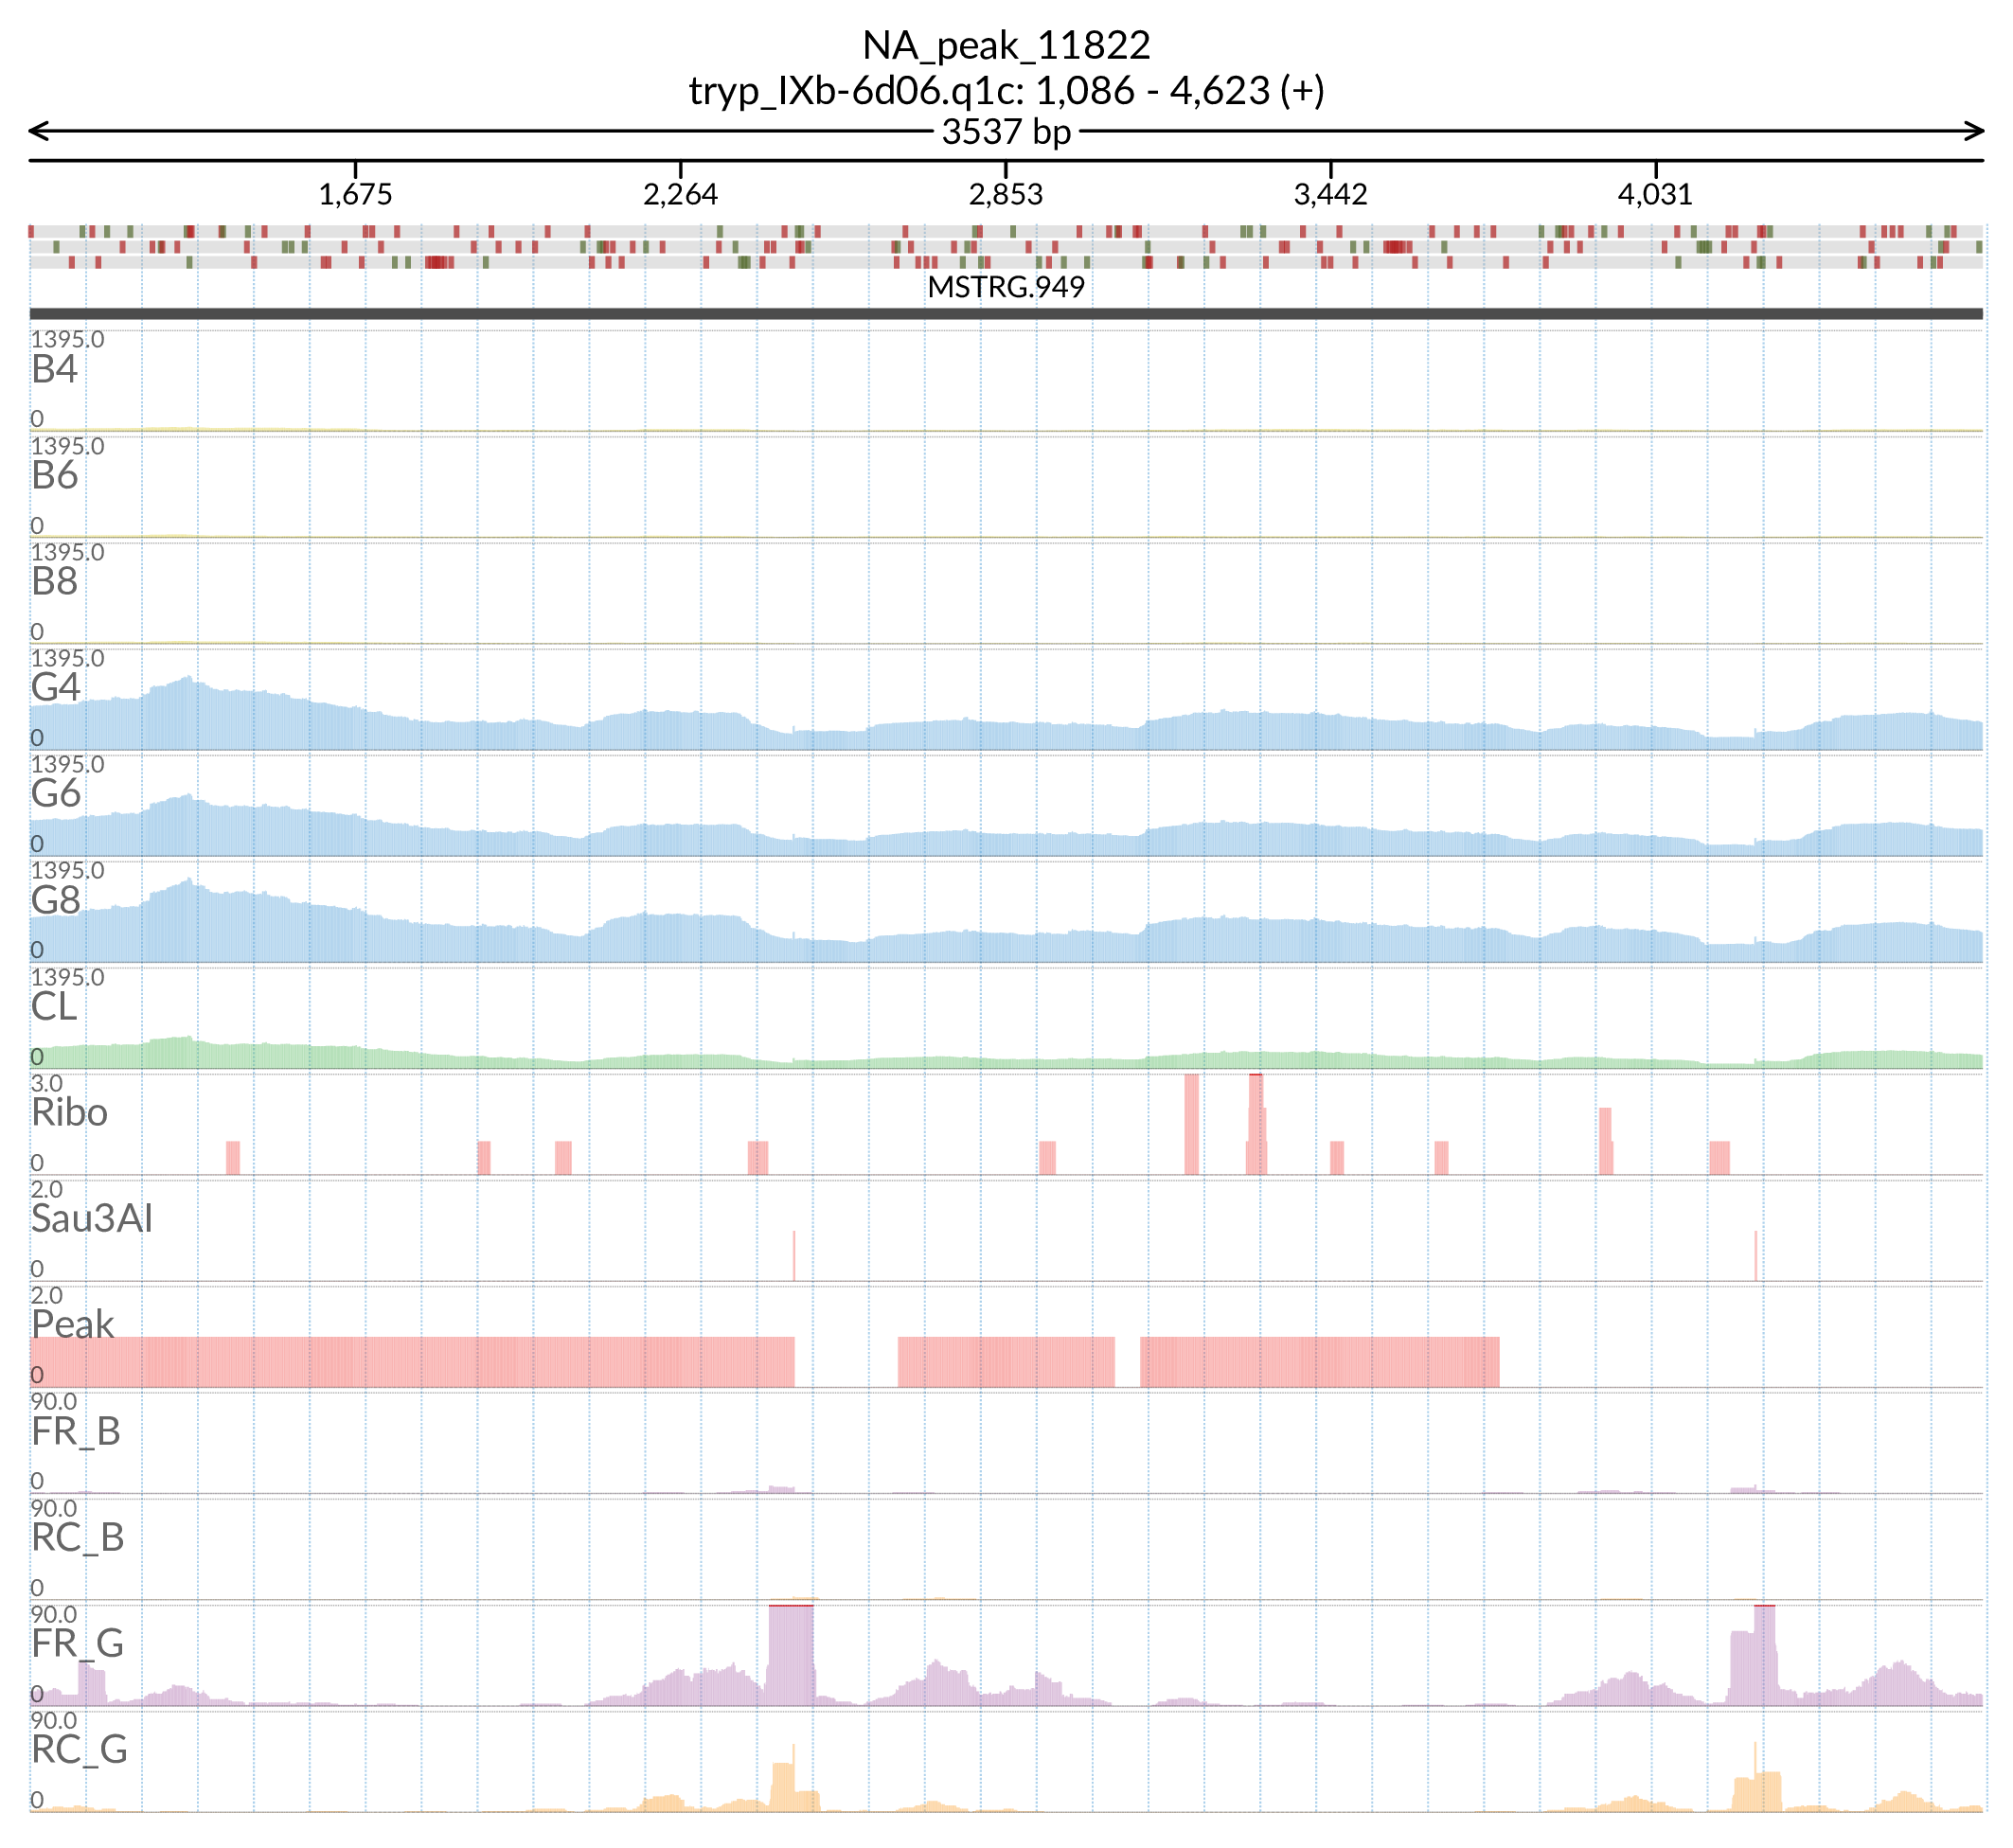 NA_peak_11822
tryp_IXb-6d06.q1c: 1,086 - 4,623 (+)
3537 bp
1,675 2,264 2,853 3,442 4,031
MSTRG.949
1395.0
B4
0
1395.0
B6
0
1395.0
B8
0
1395.0
G4
0
1395.0
G6
0
1395.0
G8
0
1395.0
CL
0
3.0
Ribo
0
2.0
Sau3AI
0
2.0
Peak
0
90.0
FR_B
0
90.0
RC_B
0
90.0
FR_G
0
90.0
RC_G
0